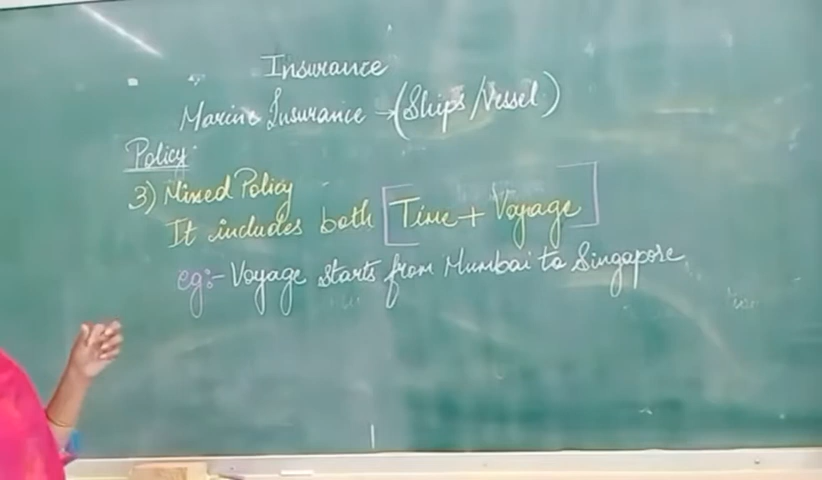 Insurance
Marine Insurance → (Ships/Vessel)
Policy:
3) Mixed Policy
It includes both [Time + Voyage]
eg:- Voyage starts from Mumbai to Singapore